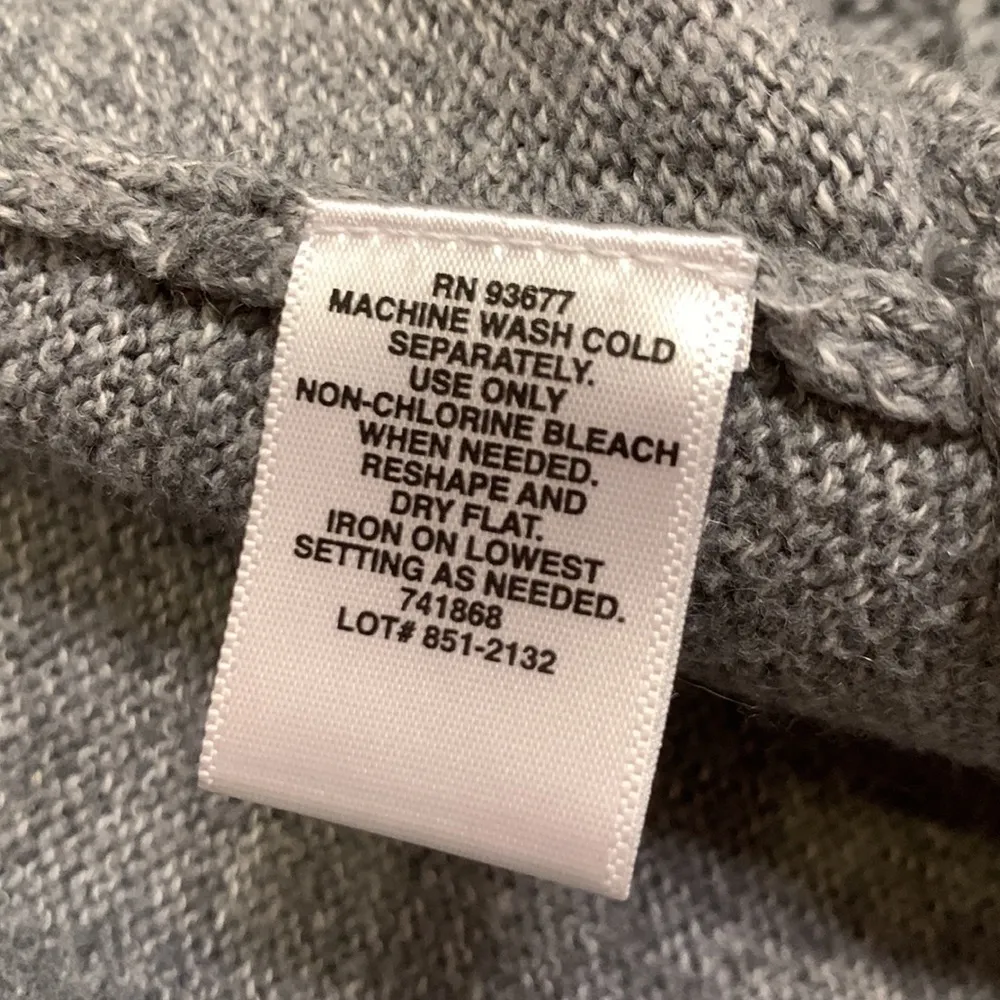 RN 93677
MACHINE WASH COLD
SEPARATELY.
USE ONLY
NON-CHLORINE BLEACH
WHEN NEEDED.
RESHAPE AND
DRY FLAT.
IRON ON LOWEST
SETTING AS NEEDED.
741868
LOT# 851-2132